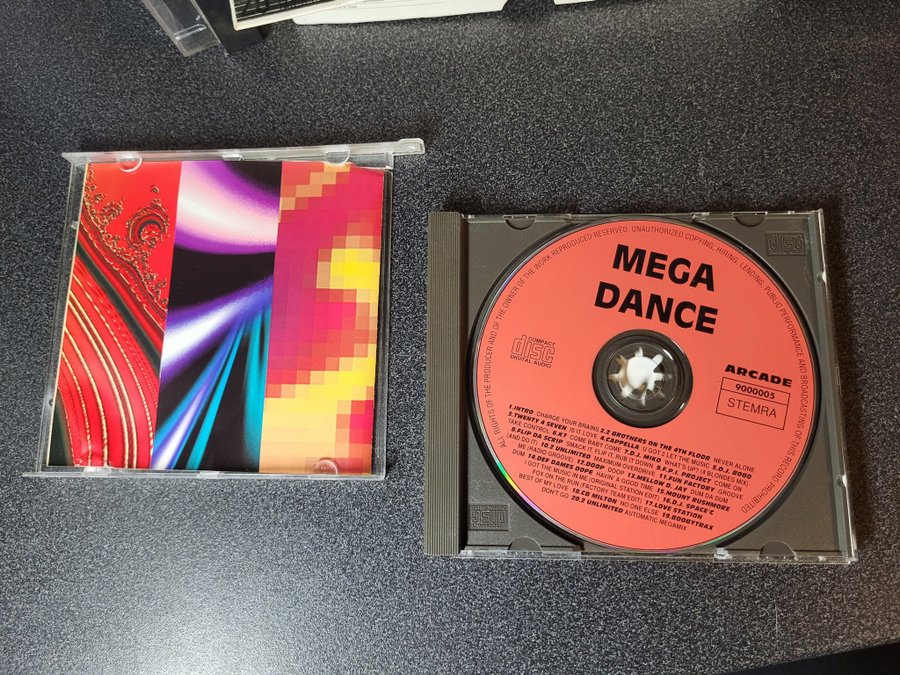 ALL RIGHTS OF THE PRODUCER AND OF THE OWNER OF THE WORK REPRODUCED RESERVED. UNAUTHORIZED COPYING, HIRING, LENDING, PUBLIC PERFORMANCE AND BROADCASTING OF THIS RECORD PROHIBITED
MEGA
DANCE
COMPACT
disc
DIGITAL AUDIO
ARCADE
9000005
STEMRA
1.INTRO CHARGE YOUR BRAINS 2.2 BROTHERS ON THE 4TH FLOOR NEVER ALONE
3.TWENTY 4 SEVEN IS IT LOVE 4.CAPPELLA U GOT 2 LET THE MUSIC 5.D.J. BOBO
TAKE CONTROL 6.K7 COME BABY COME 7.D.J. MIKO WHAT'S UP? (4 BLONDES MIX)
8.FLIP DA SCRIP SMACK IT, FLIP IT, RUB IT DOWN 9.F.P.I. PROJECT COME ON
(AND DO IT) 10.2 UNLIMITED MAXIMUM OVERDRIVE 11.FUN FACTORY GROOVE
ME (RADIO GROOVE) 12.DOOP DOOP 13.MELLOW D. JAY DUM DA DUM
DUM 14.DEF DAMES DOPE HAVIN' A GOOD TIME 15.MOUNT RUSHMORE
I GOT THE MUSIC IN ME (ORIGINAL STATION EDIT) 16.D.J. SPACE'C
FOX ON THE RUN (FACTORY TEAM EDIT) 17.LOVE STATION
BEST OF MY LOVE 18.CB MILTON NO ONE ELSE 19.BOOBYTRAX
DON'T GO 20.2 UNLIMITED AUTOMATIC MEGAMIX
disc